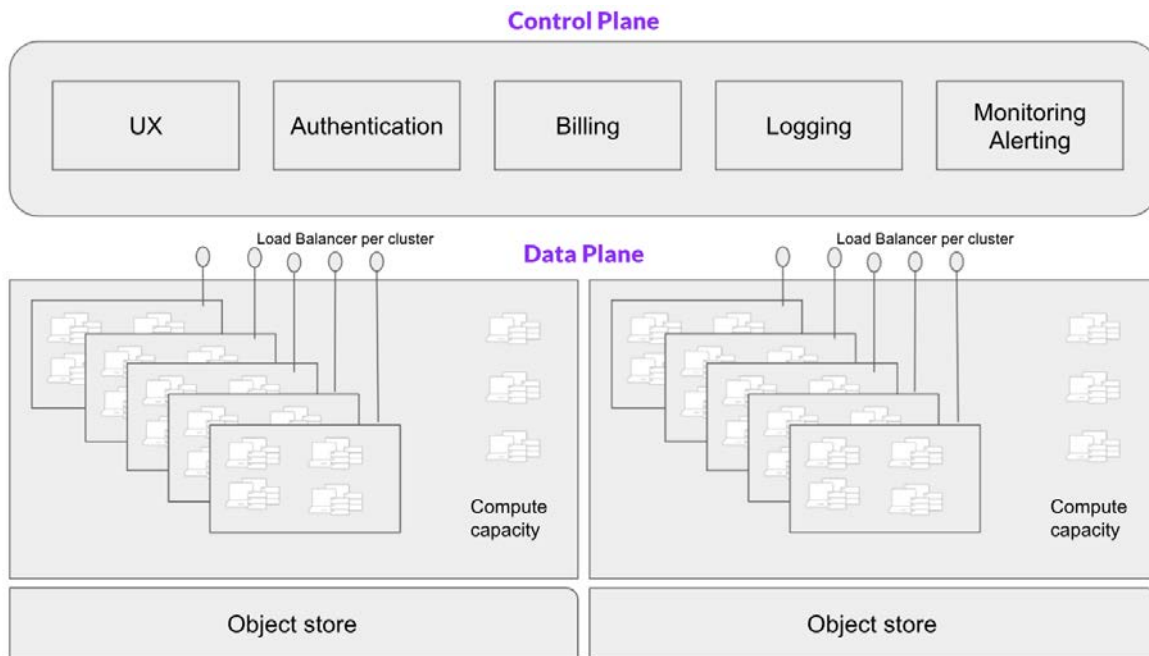 Control Plane
UX
Authentication
Billing
Logging
Monitoring
Alerting
Load Balancer per cluster
Load Balancer per cluster
Data Plane
Compute
capacity
Compute
capacity
Object store
Object store